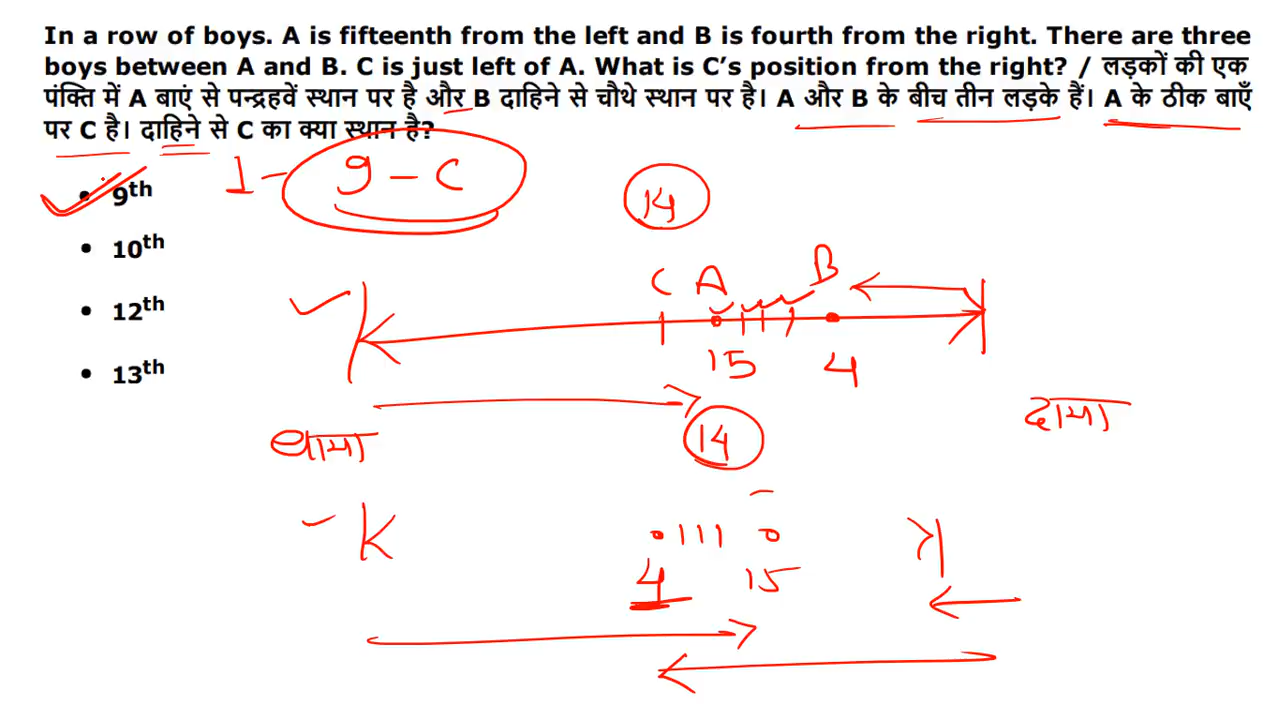 In a row of boys. A is fifteenth from the left and B is fourth from the right. There are three
boys between A and B. C is just left of A. What is C’s position from the right? / लड़कों की एक
पंक्ति में A बाएं से पन्द्रहवें स्थान पर है और B दाहिने से चौथे स्थान पर है। A और B के बीच तीन लड़के हैं। A के ठीक बाएँ
पर C है। दाहिने से C का क्या स्थान है?
1 - 9 - C
• 9th
14
• 10th
C A B
• 12th
15 4
• 13th
दाया
बाया
14
4 15